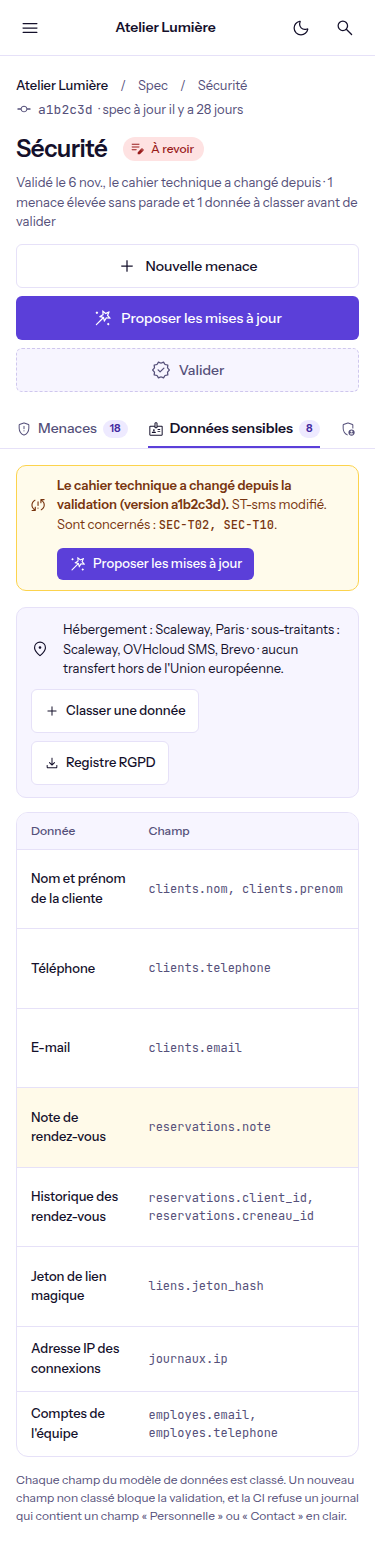 Atelier Lumière
Atelier Lumière / Spec / Sécurité
a1b2c3d · spec à jour il y a 28 jours
Sécurité À revoir
Validé le 6 nov., le cahier technique a changé depuis · 1
menace élevée sans parade et 1 donnée à classer avant de
valider
Nouvelle menace
Proposer les mises à jour
Valider
Menaces 18 Données sensibles 8
Le cahier technique a changé depuis la
validation (version a1b2c3d). ST-sms modifié.
Sont concernés : SEC-T02, SEC-T10.
Proposer les mises à jour
Hébergement : Scaleway, Paris · sous-traitants :
Scaleway, OVHcloud SMS, Brevo · aucun
transfert hors de l'Union européenne.
Classer une donnée
Registre RGPD
Donnée Champ
Nom et prénom
de la cliente
clients.nom, clients.prenom
Téléphone clients.telephone
E-mail clients.email
Note de
rendez-vous
reservations.note
Historique des
rendez-vous
reservations.client_id,
reservations.creneau_id
Jeton de lien
magique
liens.jeton_hash
Adresse IP des
connexions
journaux.ip
Comptes de
l'équipe
employes.email,
employes.telephone
Chaque champ du modèle de données est classé. Un nouveau
champ non classé bloque la validation, et la CI refuse un journal
qui contient un champ « Personnelle » ou « Contact » en clair.